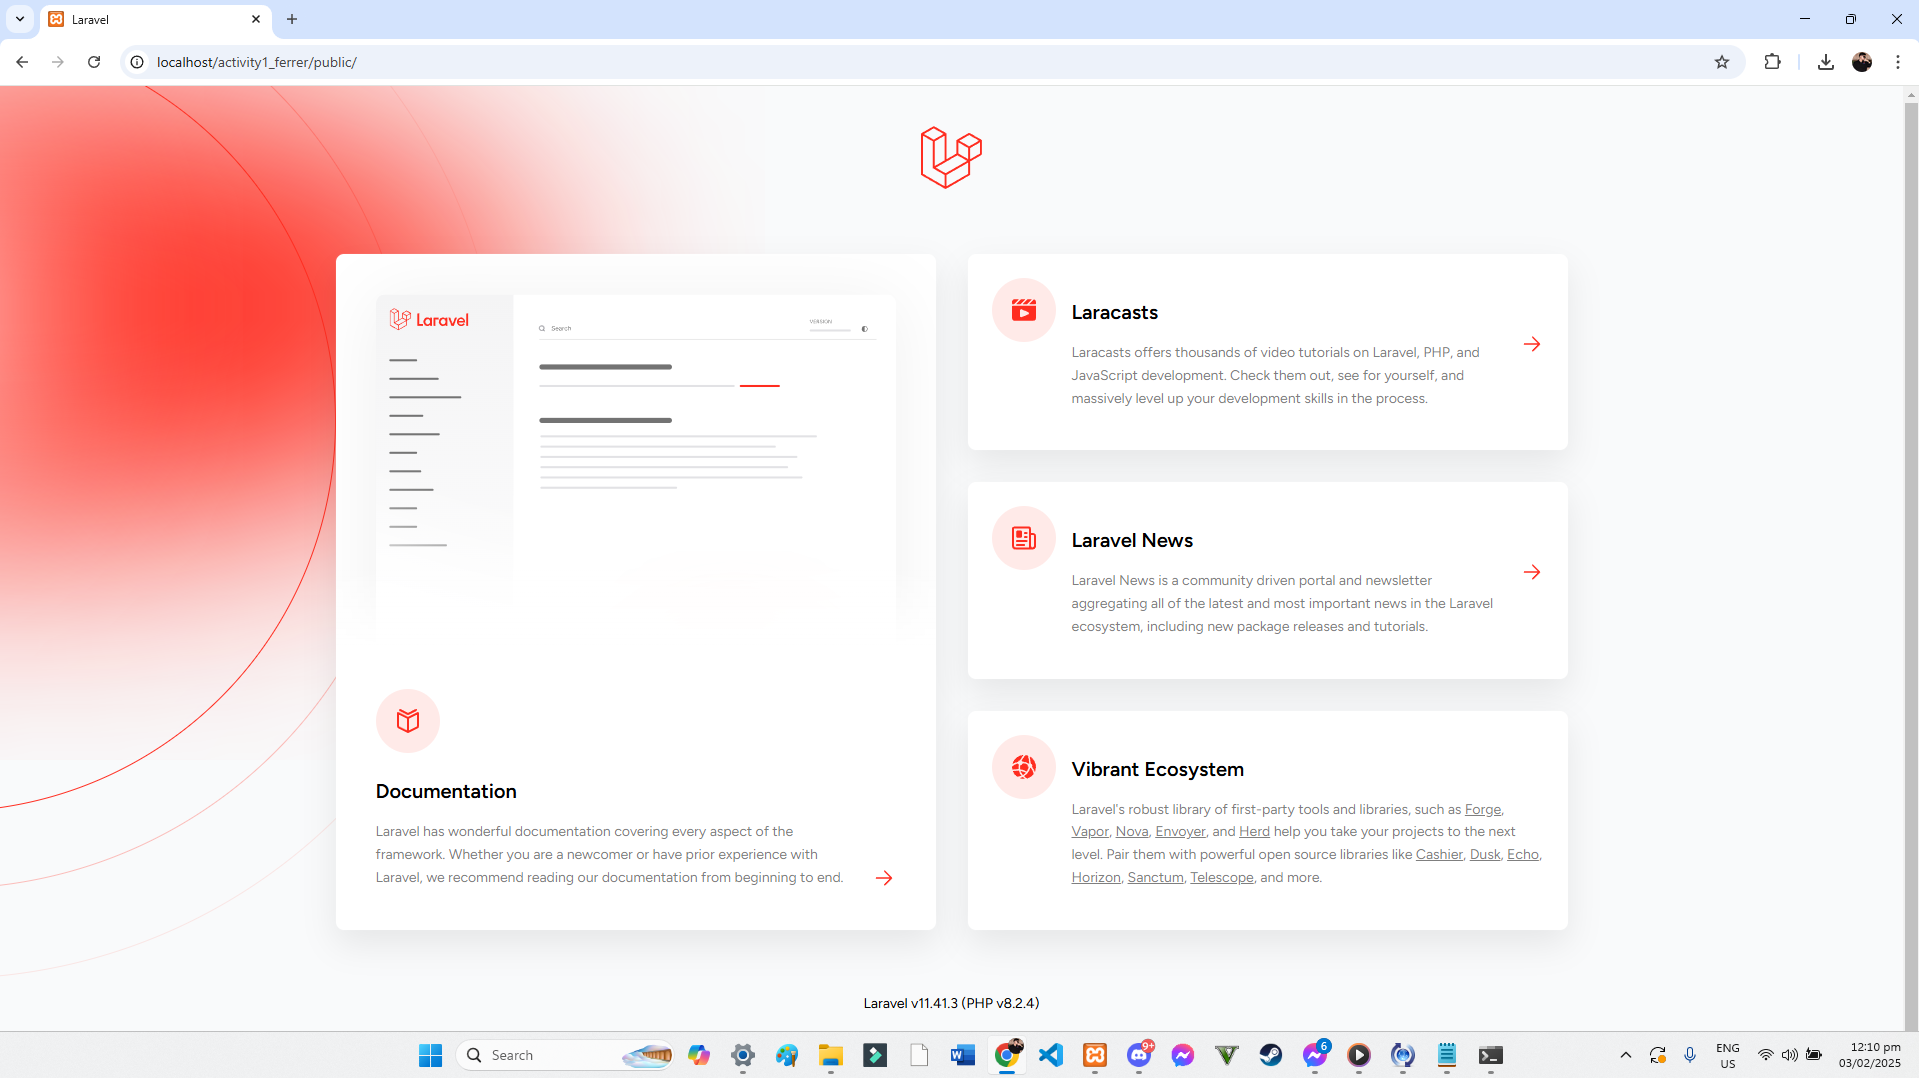 Laravel
localhost/activity1_ferrer/public/
Laravel
Search
VERSION
Documentation
Laravel has wonderful documentation covering every aspect of the
framework. Whether you are a newcomer or have prior experience with
Laravel, we recommend reading our documentation from beginning to end.
Laracasts
Laracasts offers thousands of video tutorials on Laravel, PHP, and
JavaScript development. Check them out, see for yourself, and
massively level up your development skills in the process.
Laravel News
Laravel News is a community driven portal and newsletter
aggregating all of the latest and most important news in the Laravel
ecosystem, including new package releases and tutorials.
Vibrant Ecosystem
Laravel's robust library of first-party tools and libraries, such as Forge,
Vapor, Nova, Envoyer, and Herd help you take your projects to the next
level. Pair them with powerful open source libraries like Cashier, Dusk, Echo,
Horizon, Sanctum, Telescope, and more.
Laravel v11.41.3 (PHP v8.2.4)
Search
9+
6
ENG
US
12:10 pm
03/02/2025